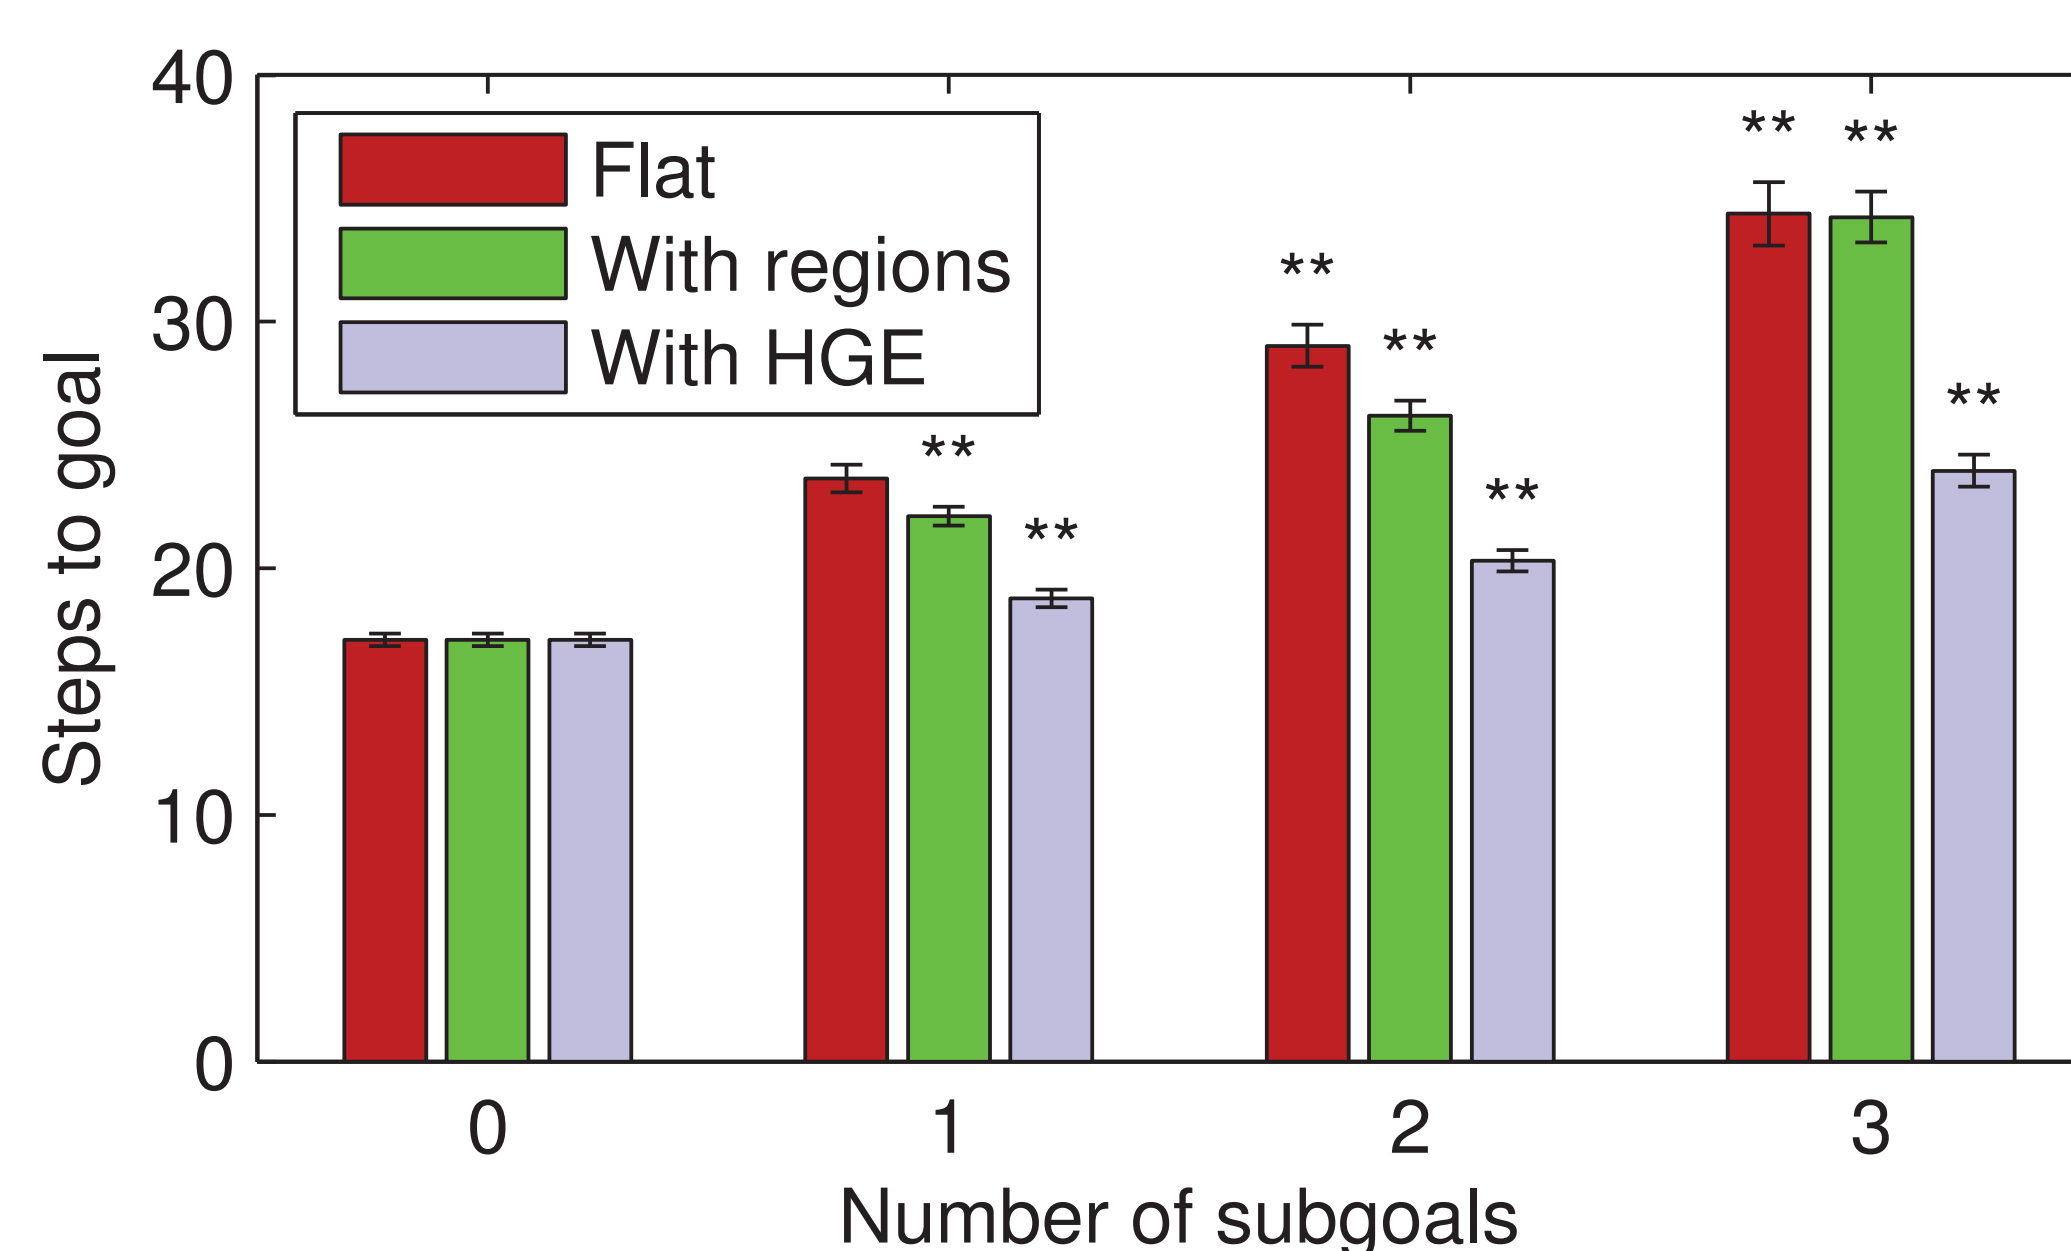 40
30
20
10
0
Steps to goal
Flat
With regions
With HGE
** **
**
**
**
**
**
**
0 1 2 3
Number of subgoals